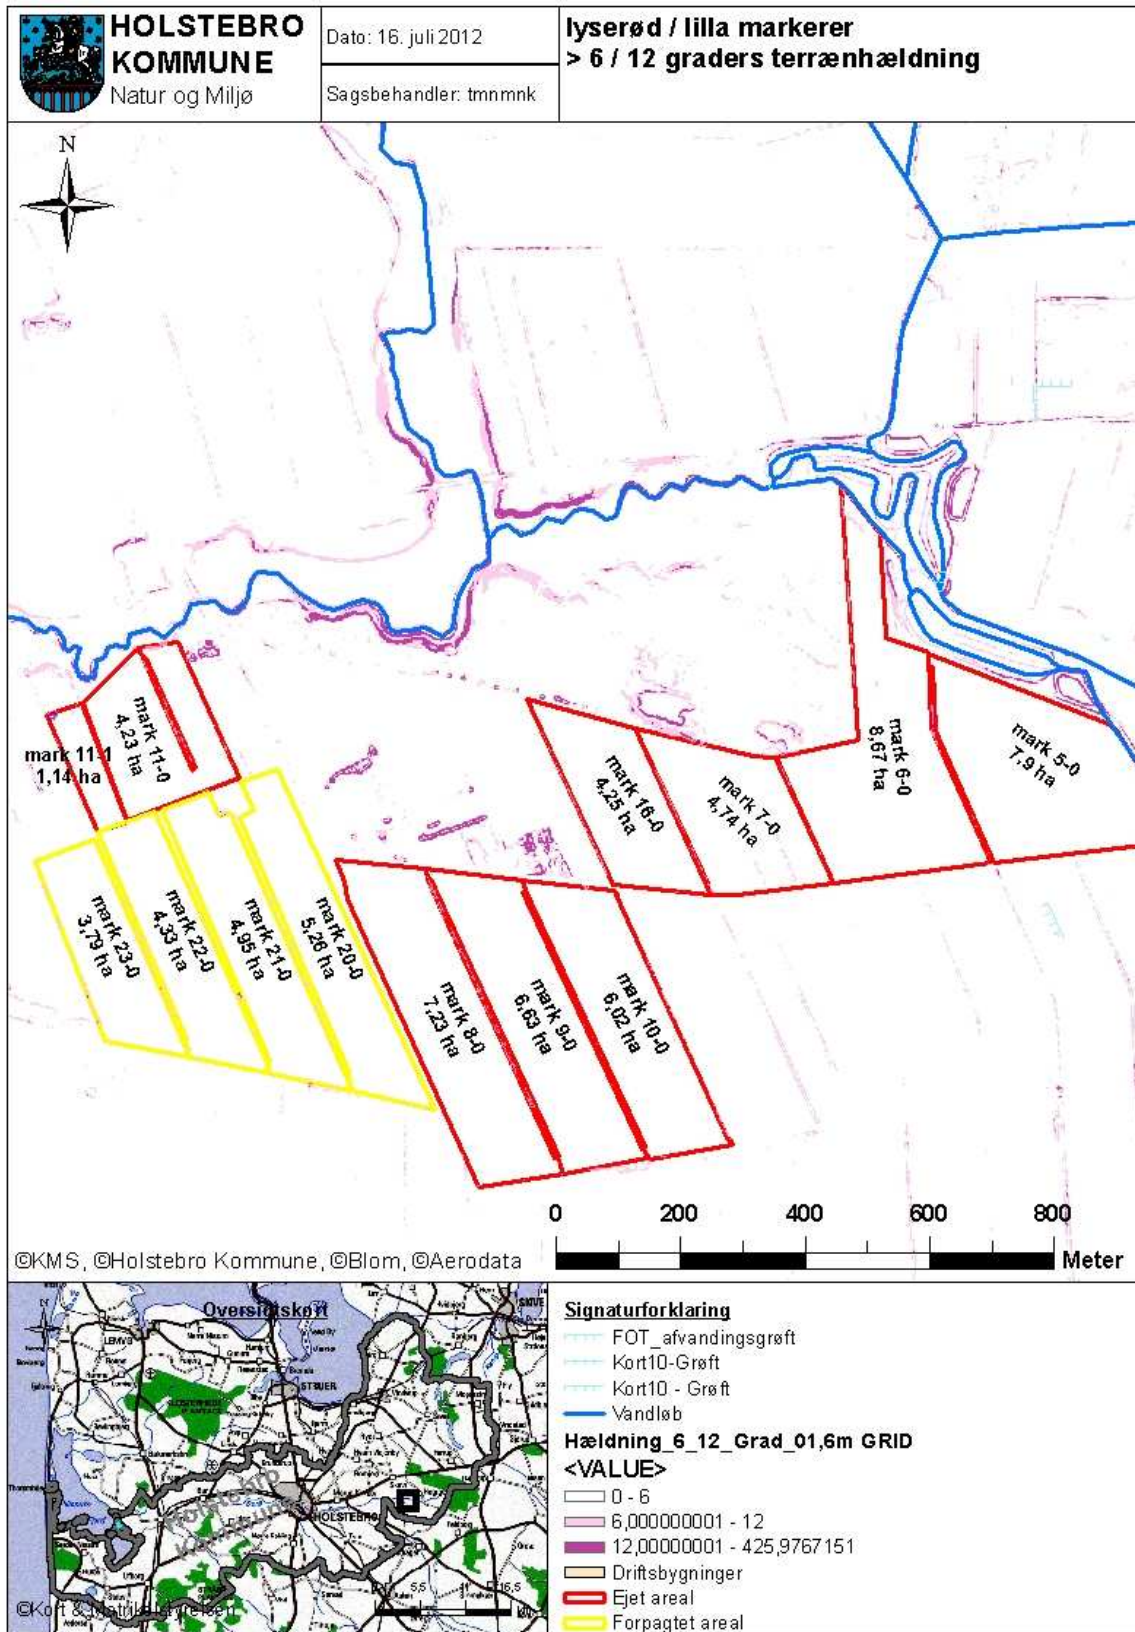 HOLSTEBRO
KOMMUNE
Natur og Miljø
Dato: 16. juli 2012
Sagsbehandler: tmnmnk
lyserød / lilla markerer
> 6 / 12 graders terrænhældning
N
mark 11-1
1,14 ha
mark 11-0
4,23 ha
mark 16-0
4,25 ha
mark 7-0
4,74 ha
mark 6-0
8,67 ha
mark 5-0
7,9 ha
mark 23-0
3,79 ha
mark 22-0
4,33 ha
mark 21-0
4,95 ha
mark 20-0
5,26 ha
mark 8-0
7,23 ha
mark 9-0
6,63 ha
mark 10-0
6,02 ha
0 200 400 600 800
Meter
©KMS, ©Holstebro Kommune, ©Blom, ©Aerodata
Oversigtskort
LEMVIG
STRUER
SKIVE
HOLSTEBRO
Holstebro
Kommune
©Kort & Matrikelstyrelsen
Signaturforklaring
FOT_afvandingsgrøft
Kort10-Grøft
Kort10 - Grøft
Vandløb
Hældning_6_12_Grad_01,6m GRID
<VALUE>
0 - 6
6,000000001 - 12
12,00000001 - 425,9767151
Driftsbygninger
Ejet areal
Forpagtet areal